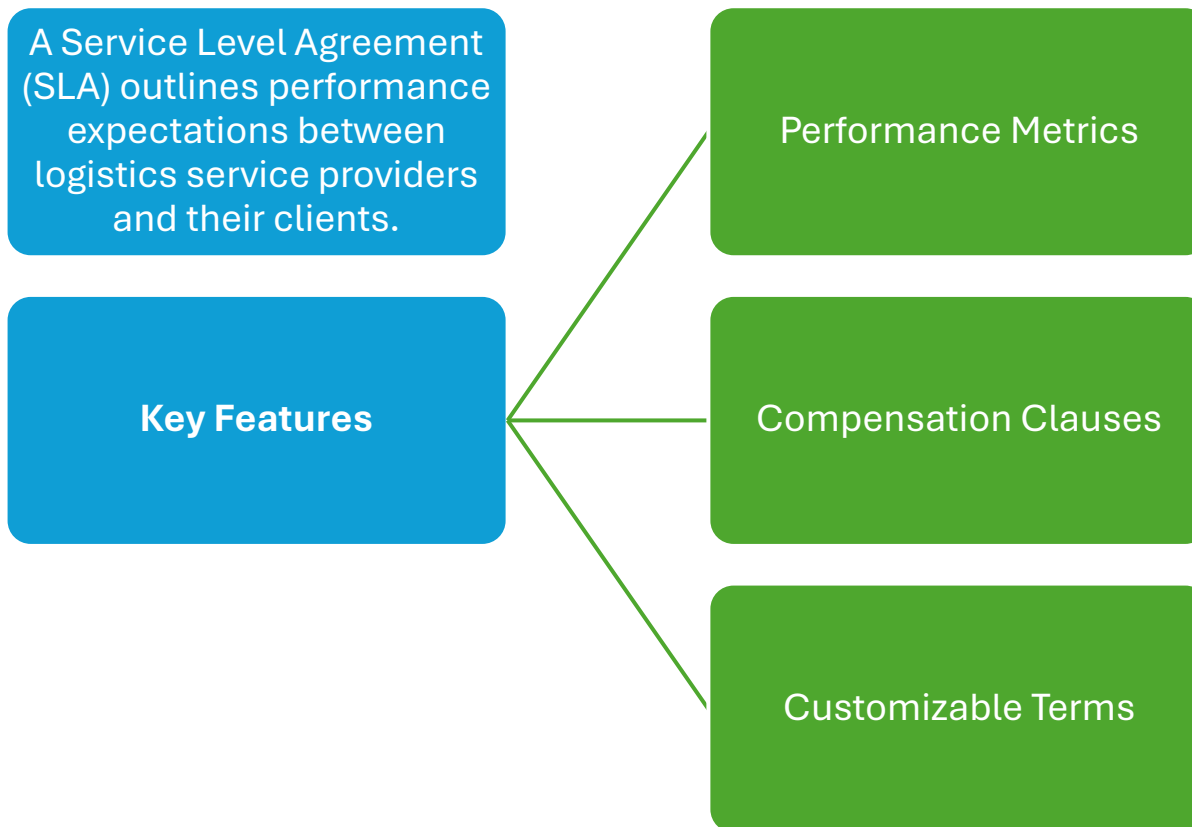 A Service Level Agreement
(SLA) outlines performance
expectations between
logistics service providers
and their clients.
Key Features
Performance Metrics
Compensation Clauses
Customizable Terms